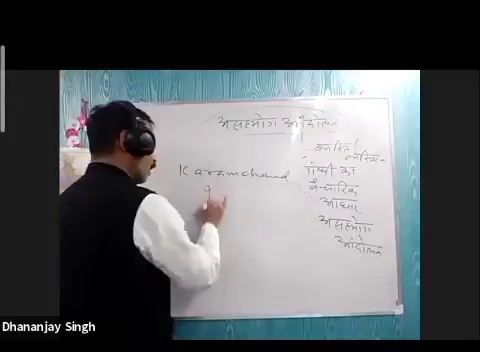 असहयोग आंदोलन
Karamchand
g
गांधी का
वैचारिक
आधार
असहयोग
आंदोलन
Dhananjay Singh